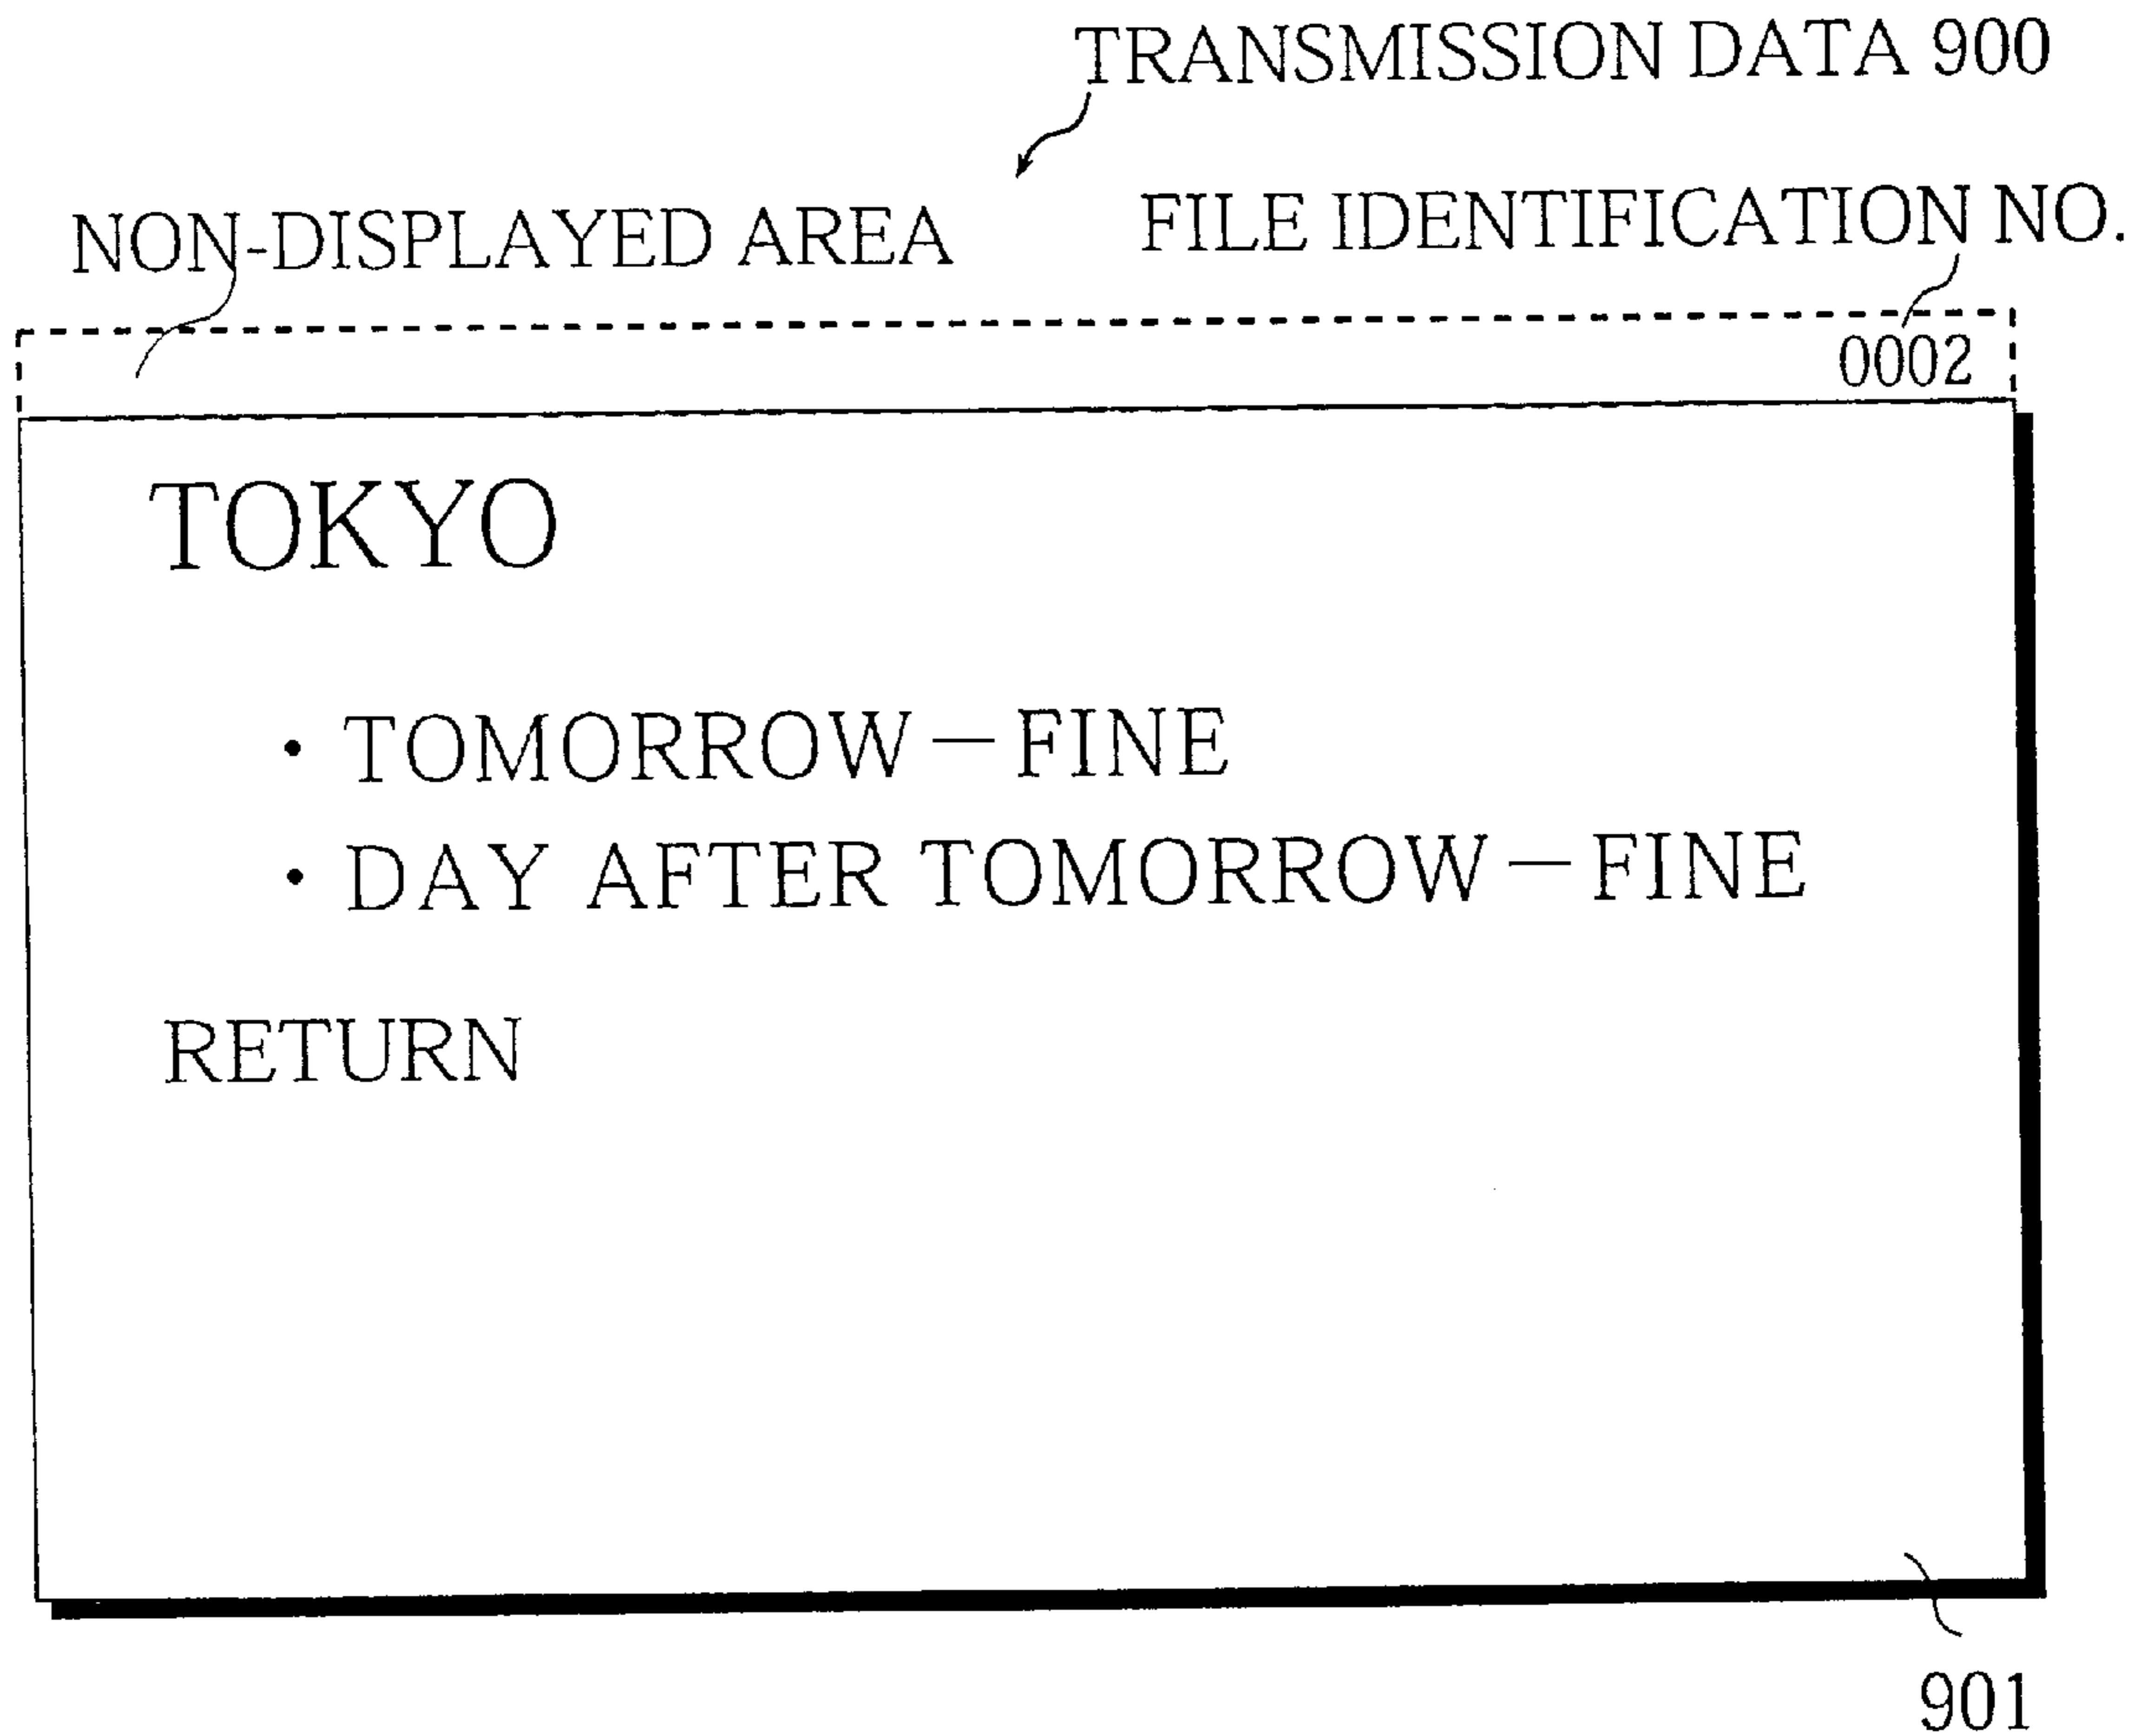 TRANSMISSION DATA 900
NON-DISPLAYED AREA
FILE IDENTIFICATION NO.
0002
TOKYO
• TOMORROW — FINE
• DAY AFTER TOMORROW — FINE
RETURN
901